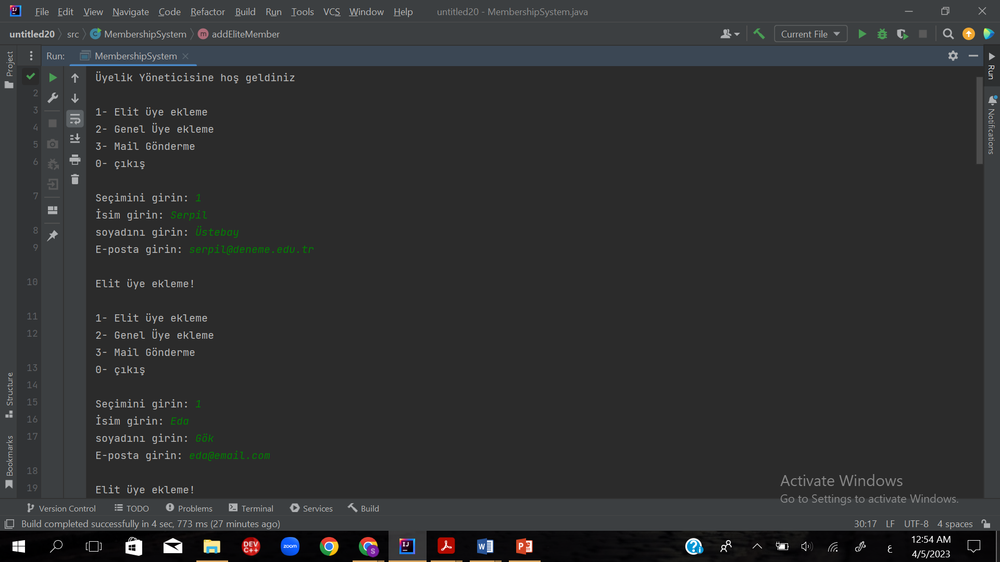 File Edit View Navigate Code Refactor Build Run Tools VCS Window Help untitled20 - MembershipSystem.java
untitled20 src MembershipSystem addEliteMember Current File
Project
Run: MembershipSystem
Run
Notifications
Üyelik Yöneticisine hoş geldiniz
2
3 1- Elit üye ekleme
4 2- Genel Üye ekleme
5 3- Mail Gönderme
6 0- çıkış
7 Seçimini girin: 1
İsim girin: Serpil
8 soyadını girin: Üstebay
9 E-posta girin: serpil@deneme.edu.tr
10 Elit üye ekleme!
11 1- Elit üye ekleme
12 2- Genel Üye ekleme
3- Mail Gönderme
13 0- çıkış
14
15 Seçimini girin: 1
16 İsim girin: Eda
17 soyadını girin: Gök
E-posta girin: eda@email.com
18
19 Elit üye ekleme!
Structure
Bookmarks
Activate Windows
Go to Settings to activate Windows.
Version Control TODO Problems Terminal Services Build
Build completed successfully in 4 sec, 773 ms (27 minutes ago) 30:17 LF UTF-8 4 spaces
DEV C++ zoom S IJ W P ع 12:54 AM
4/5/2023